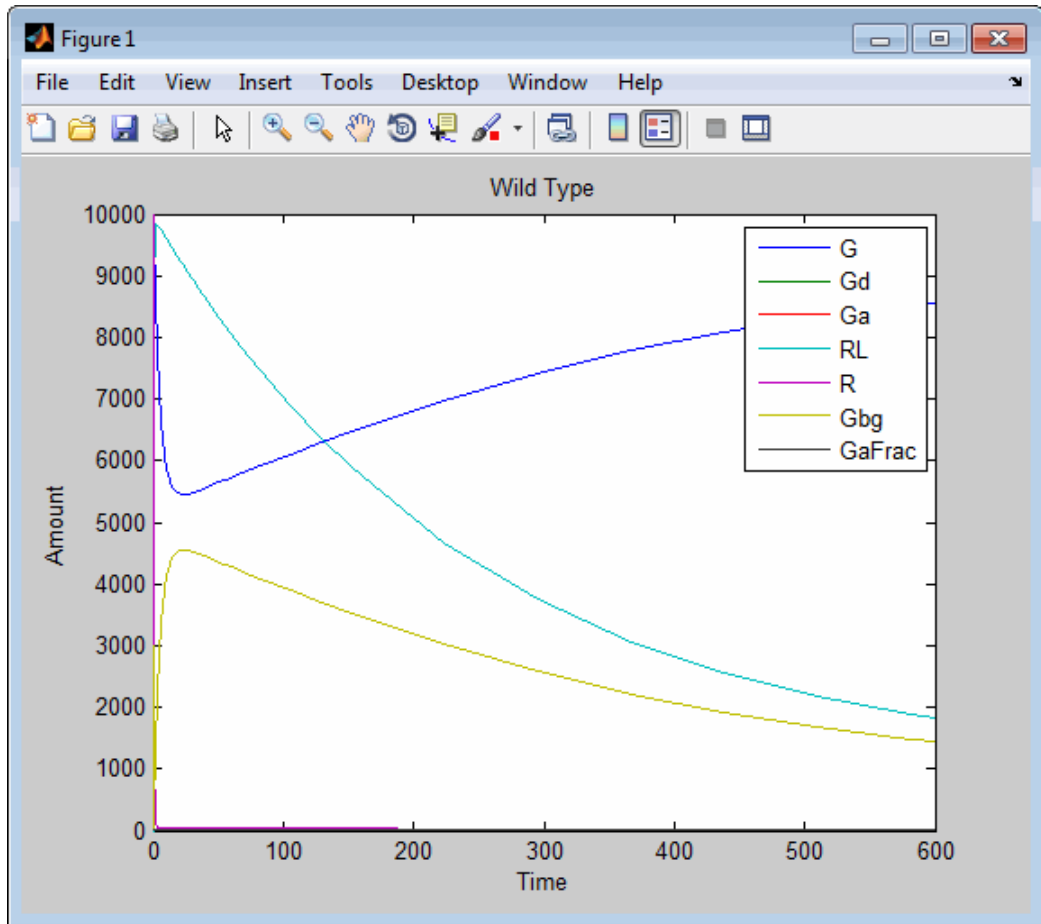 Figure 1
File Edit View Insert Tools Desktop Window Help
Wild Type
10000
9000
8000
7000
6000
5000
4000
3000
2000
1000
0
Amount
G
Gd
Ga
RL
R
Gbg
GaFrac
0 100 200 300 400 500 600
Time